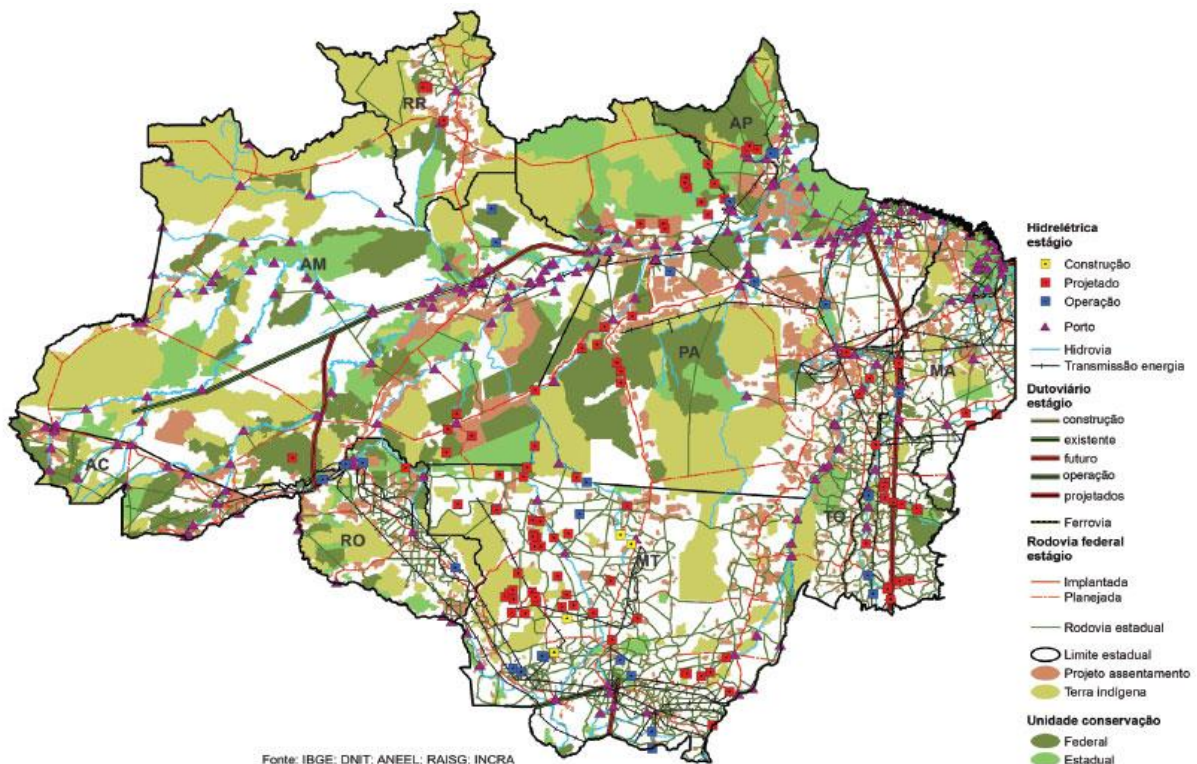 RR
AP
AM
PA
MA
AC
TO
RO
MT
Hidrelétrica
estágio
Construção
Projetado
Operação
Porto
Hidrovia
Transmissão energia
Dutoviário
estágio
construção
existente
futuro
operação
projetados
Ferrovia
Rodovia federal
estágio
Implantada
Planejada
Rodovia estadual
Limite estadual
Projeto assentamento
Terra indígena
Unidade conservação
Federal
Estadual
Fonte: IBGE; DNIT; ANEEL; RAISG; INCRA